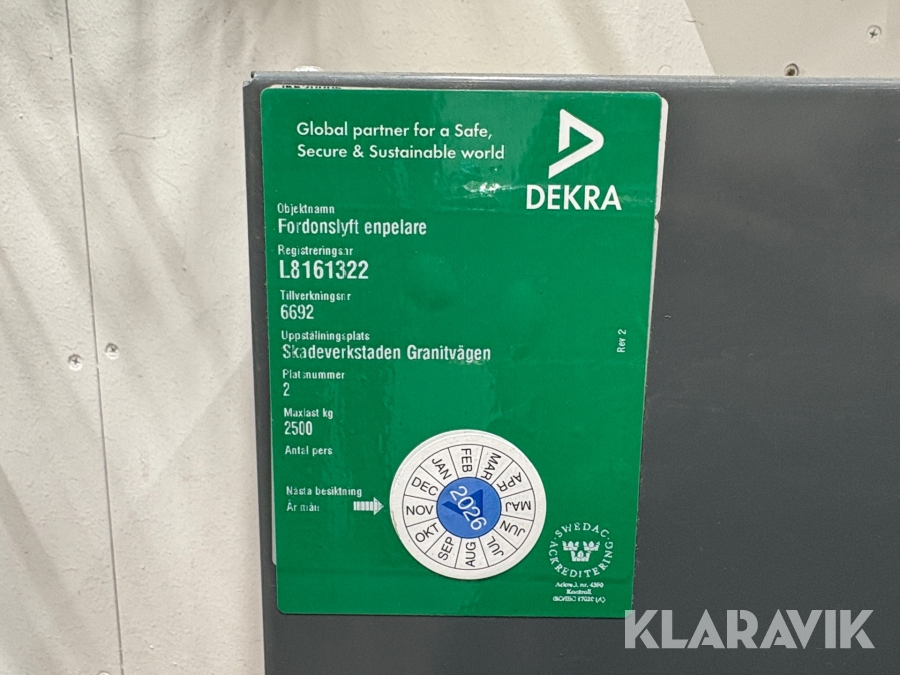 Global partner for a Safe,
Secure & Sustainable world
DEKRA
Objektnamn
Fordonslyft enpelare
Registreringsnr
L8161322
Tillverkningsnr
6692
Uppställningsplats
Skadeverkstaden Granitvägen
Platsnummer
2
Maxlast kg
2500
Antal pers
Nästa besiktning
År mån
JAN
FEB
MAR
APR
MAJ
JUN
JUL
AUG
SEP
OKT
NOV
DEC
2026
Rev 2
SWEDAC
ACKREDITERING
Kontroll
KLARAVIK